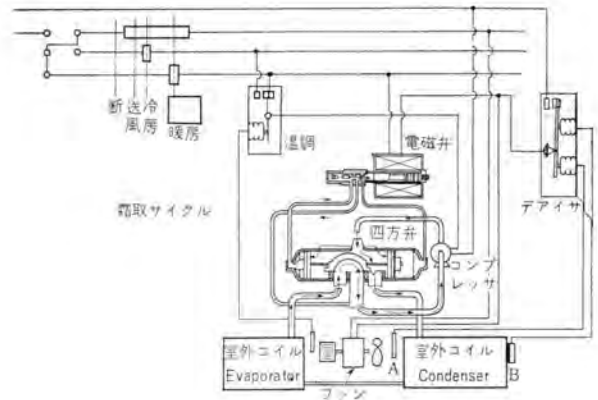 断
送風
冷房
暖房
温調
電磁弁
デアイサ
霜取サイクル
四方弁
コンプレッサ
室外コイル
Evaporator
ファン
A
室外コイル
Condenser
B